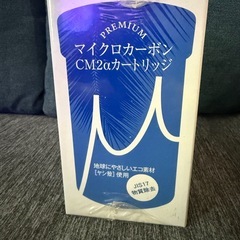 PREMIUM
マイクロカーボン
CM2αカートリッジ
地球にやさしいエコ素材
[ヤシ殻]使用
JIS17
物質除去